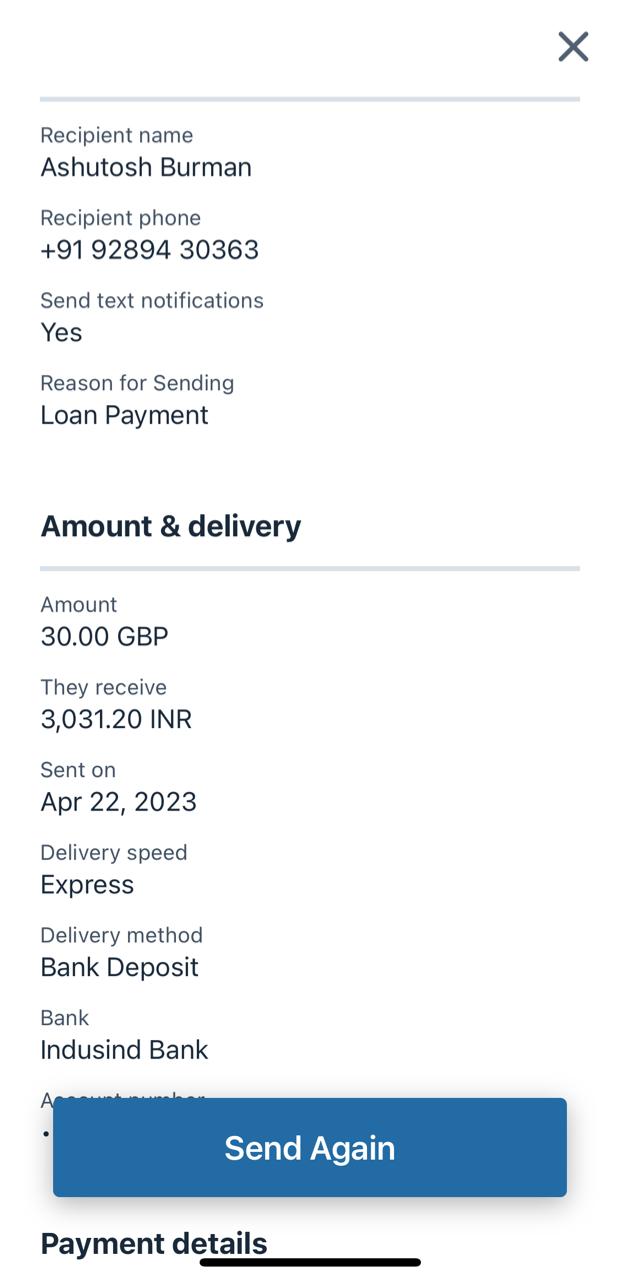 Recipient name
Ashutosh Burman
Recipient phone
+91 92894 30363
Send text notifications
Yes
Reason for Sending
Loan Payment
Amount & delivery
Amount
30.00 GBP
They receive
3,031.20 INR
Sent on
Apr 22, 2023
Delivery speed
Express
Delivery method
Bank Deposit
Bank
Indusind Bank
Account number
Send Again
Payment details